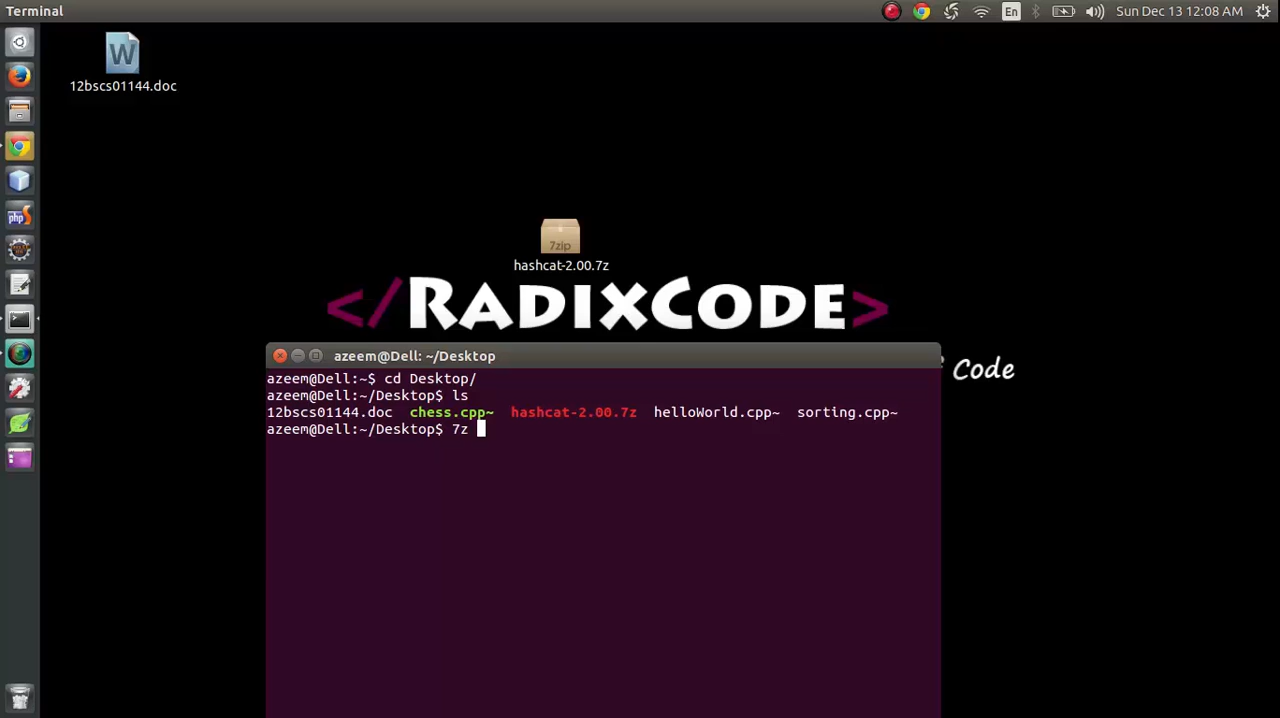 Terminal
En
Sun Dec 13 12:08 AM
W
12bscs01144.doc
php
7zip
hashcat-2.00.7z
</RadixCode>
Code
azeem@Dell: ~/Desktop
azeem@Dell:~$ cd Desktop/
azeem@Dell:~/Desktop$ ls
12bscs01144.doc chess.cpp~ hashcat-2.00.7z helloWorld.cpp~ sorting.cpp~
azeem@Dell:~/Desktop$ 7z